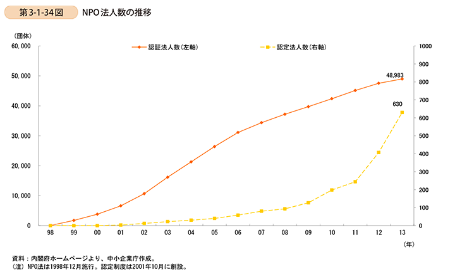 第3-1-34図 NPO法人数の推移
(団体)
認証法人数(左軸) 認定法人数(右軸)
60,000 1000
900
50,000 800
48,983
40,000 700
630
600
30,000 500
400
20,000 300
10,000 200
100
0 0
98 99 00 01 02 03 04 05 06 07 08 09 10 11 12 13
(年)
資料:内閣府ホームページより、中小企業庁作成。
(注)NPO法は1998年12月施行。認定制度は2001年10月に創設。